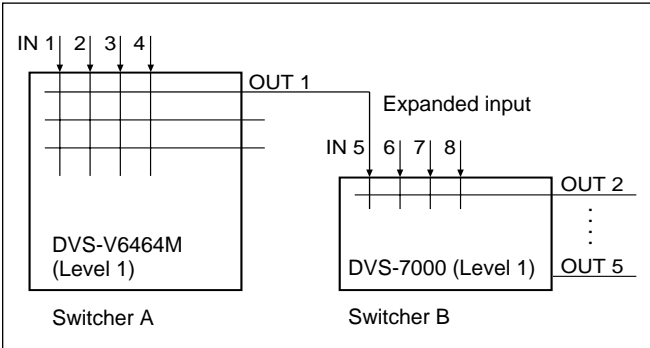 IN 1 2 3 4
OUT 1
Expanded input
IN 5 6 7 8
OUT 2
DVS-V6464M
(Level 1)
DVS-7000 (Level 1)
OUT 5
Switcher A
Switcher B